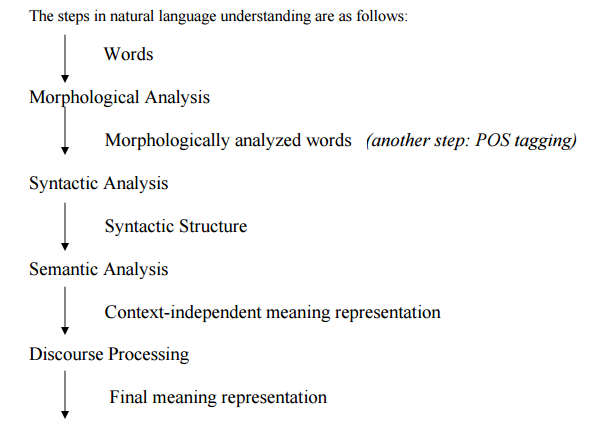 The steps in natural language understanding are as follows:
Words
Morphological Analysis
Morphologically analyzed words (another step: POS tagging)
Syntactic Analysis
Syntactic Structure
Semantic Analysis
Context-independent meaning representation
Discourse Processing
Final meaning representation